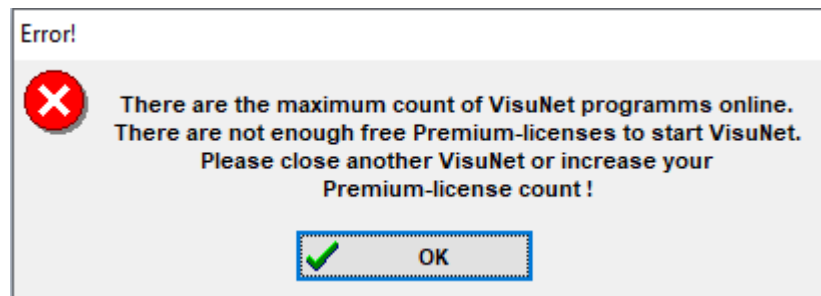 Error!
There are the maximum count of VisuNet programms online.
There are not enough free Premium-licenses to start VisuNet.
Please close another VisuNet or increase your
Premium-license count !
OK